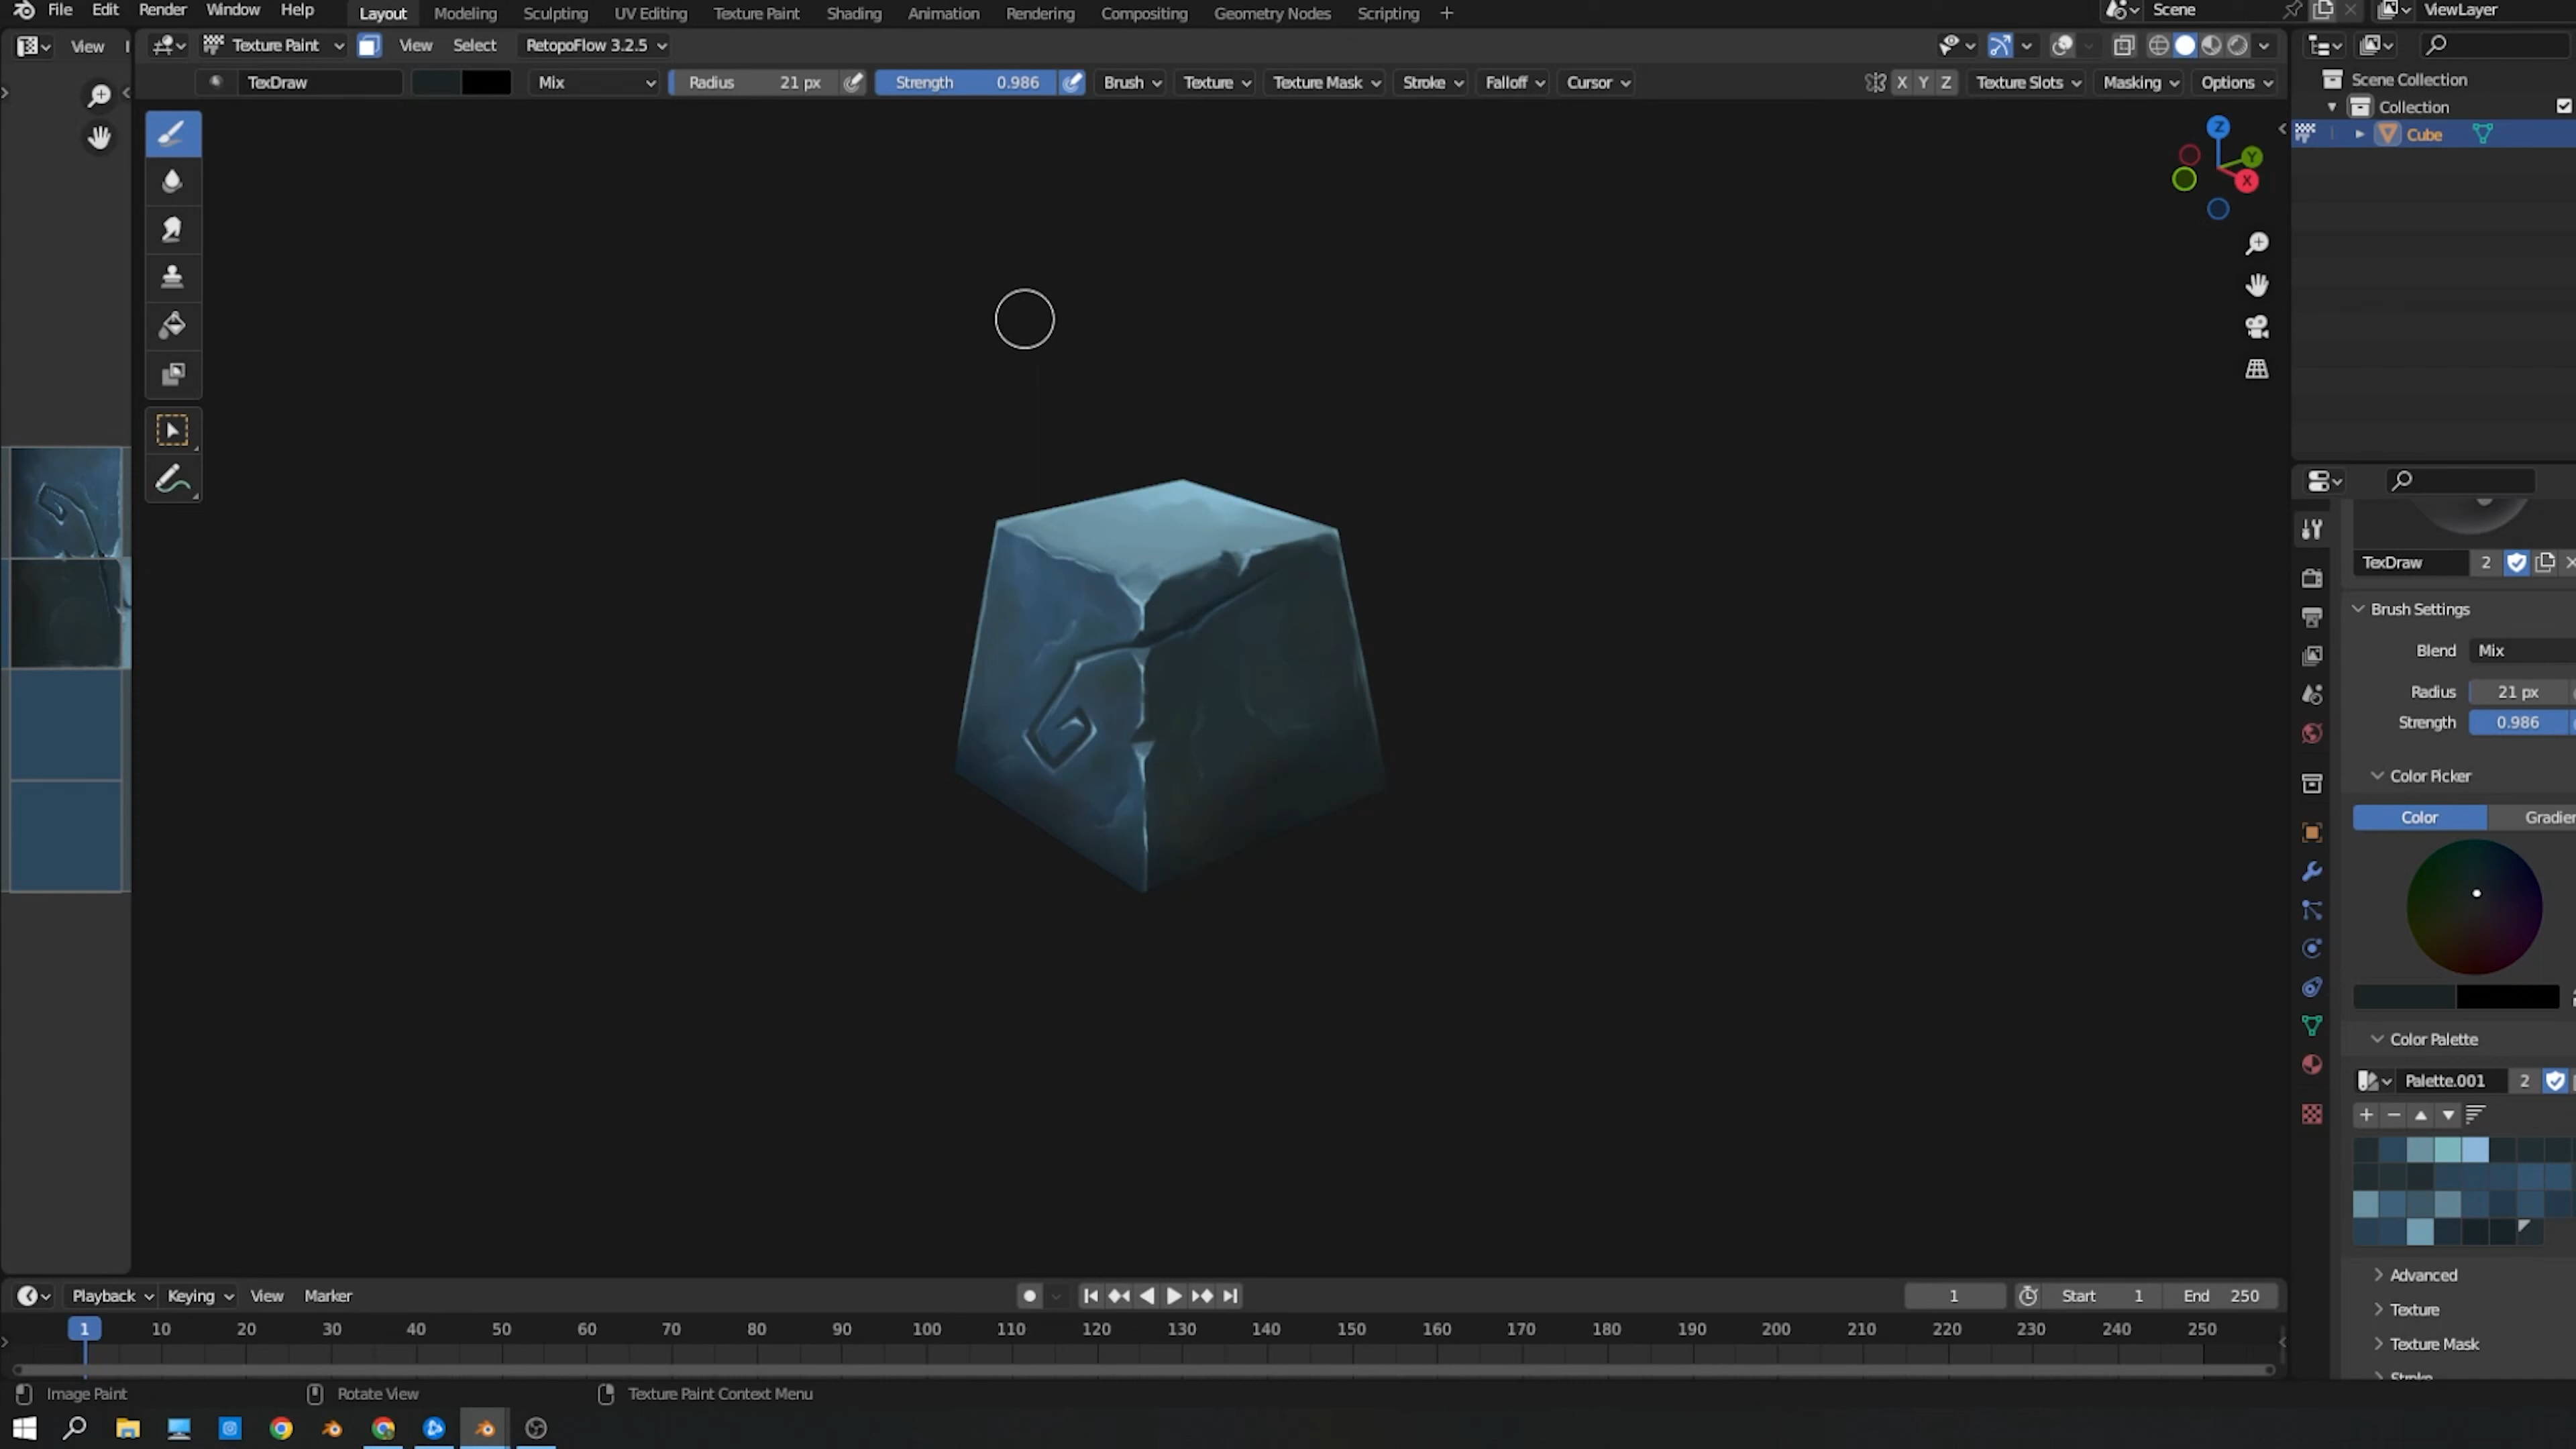 File Edit Render Window Help Layout Modeling Sculpting UV Editing Texture Paint Shading Animation Rendering Compositing Geometry Nodes Scripting + Scene ViewLayer
View Texture Paint View Select RetopoFlow 3.2.5
TexDraw Mix Radius 21 px Strength 0.986 Brush Texture Texture Mask Stroke Falloff Cursor X Y Z Texture Slots Masking Options
Scene Collection
Collection
Cube
Z
Y
X
TexDraw 2
Brush Settings
Blend Mix
Radius 21 px
Strength 0.986
Color Picker
Color Gradien
Color Palette
Palette.001 2
Advanced
Texture
Texture Mask
Stroke
Playback Keying View Marker 1 Start 1 End 250
1 10 20 30 40 50 60 70 80 90 100 110 120 130 140 150 160 170 180 190 200 210 220 230 240 250
Image Paint Rotate View Texture Paint Context Menu